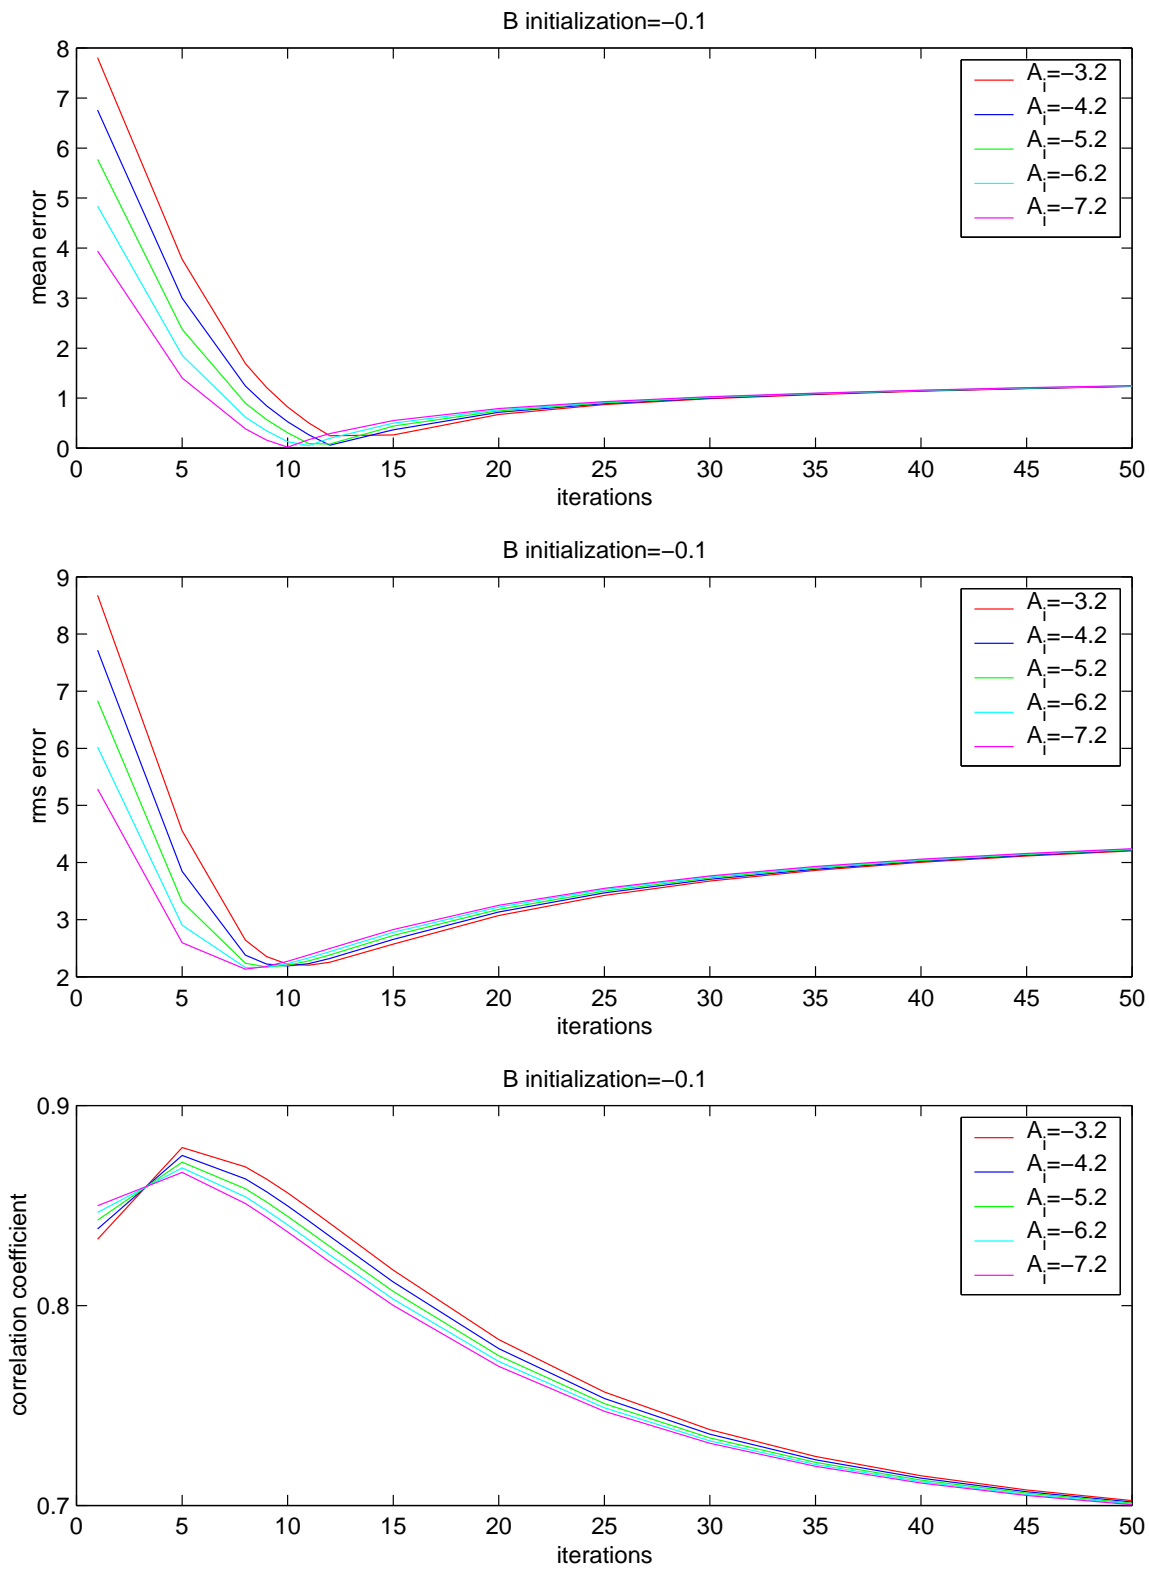 B initialization=−0.1
8
7
6
5
4
3
2
1
0
mean error
0 5 10 15 20 25 30 35 40 45 50
iterations
A_i=−3.2
A_i=−4.2
A_i=−5.2
A_i=−6.2
A_i=−7.2
B initialization=−0.1
9
8
7
6
5
4
3
2
rms error
0 5 10 15 20 25 30 35 40 45 50
iterations
A_i=−3.2
A_i=−4.2
A_i=−5.2
A_i=−6.2
A_i=−7.2
B initialization=−0.1
0.9
0.8
0.7
correlation coefficient
0 5 10 15 20 25 30 35 40 45 50
iterations
A_i=−3.2
A_i=−4.2
A_i=−5.2
A_i=−6.2
A_i=−7.2